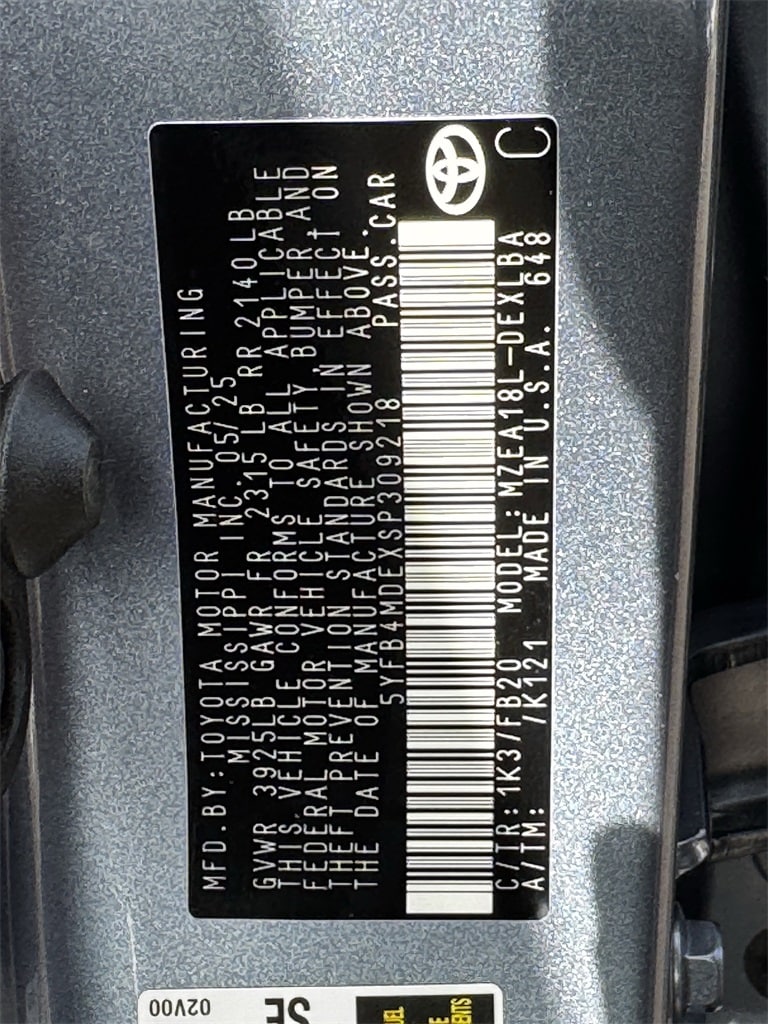 MFD.BY:TOYOTA MOTOR MANUFACTURING
MISSISSIPPI INC. 05/25
GVWR 3925LB GAWR FR 2315 LB RR 2140LB
THIS VEHICLE CONFORMS TO ALL APPLICABLE
FEDERAL MOTOR VEHICLE SAFETY, BUMPER, AND
THEFT PREVENTION STANDARDS IN EFFECT ON
THE DATE OF MANUFACTURE SHOWN ABOVE.
5YFB4MDEXSP309218 PASS.CAR
C/TR:1K3/FB20 MODEL:MZEA18L-DEXLBA
A/TM: /K121 MADE IN U.S.A. 648
C
02V00
SE